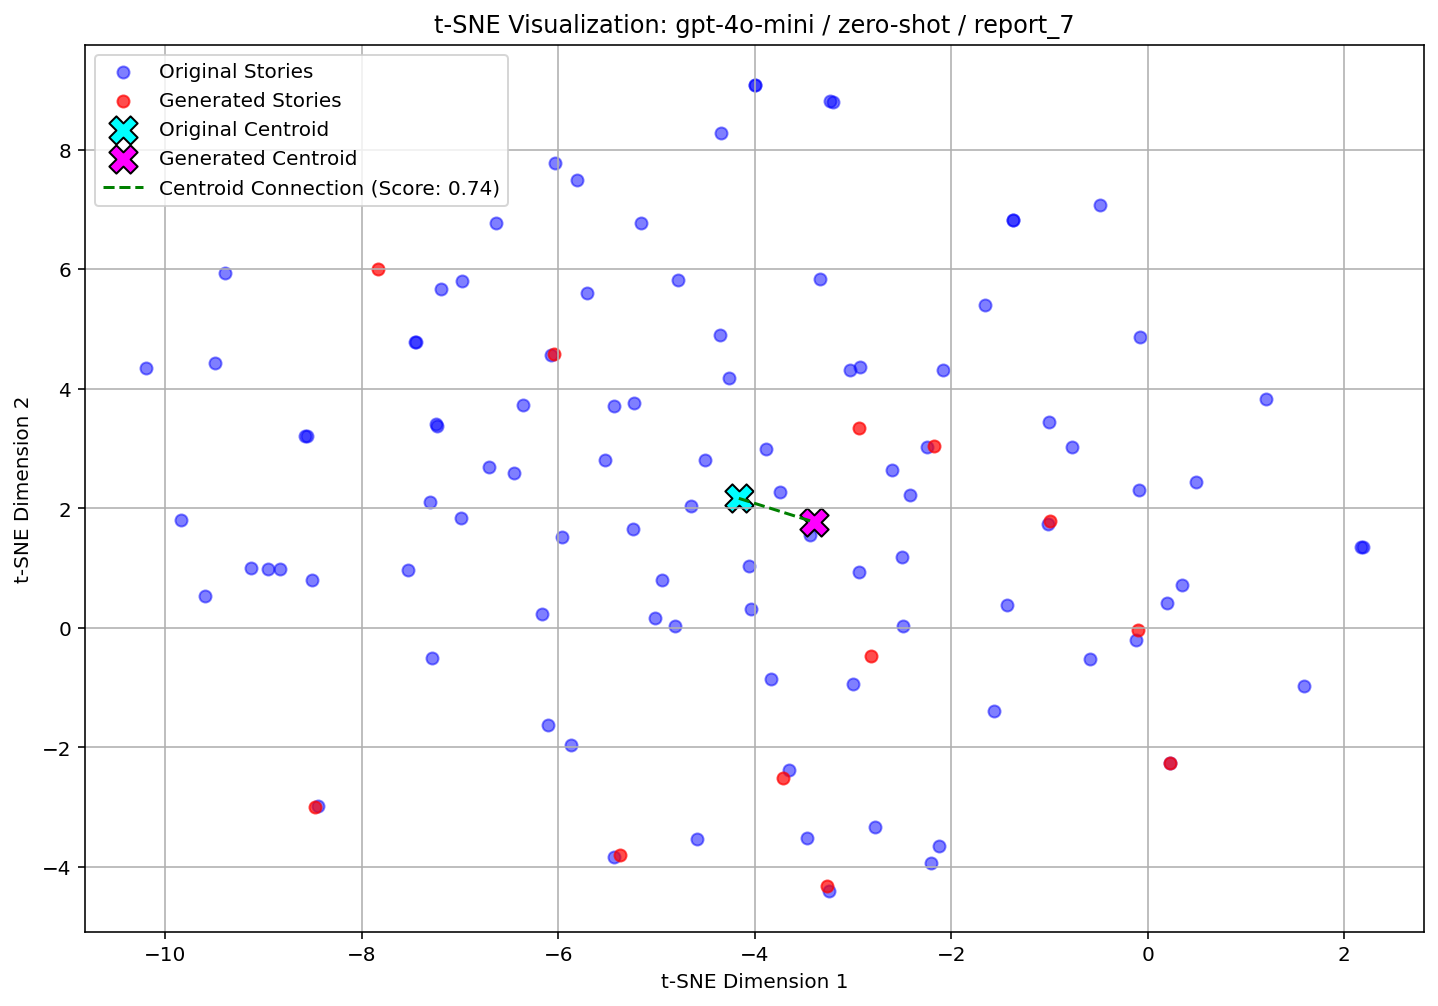 t-SNE Visualization: gpt-4o-mini / zero-shot / report_7
Original Stories
Generated Stories
Original Centroid
Generated Centroid
Centroid Connection (Score: 0.74)
8
6
4
2
0
−2
−4
t-SNE Dimension 2
−10
−8
−6
−4
−2
0
2
t-SNE Dimension 1